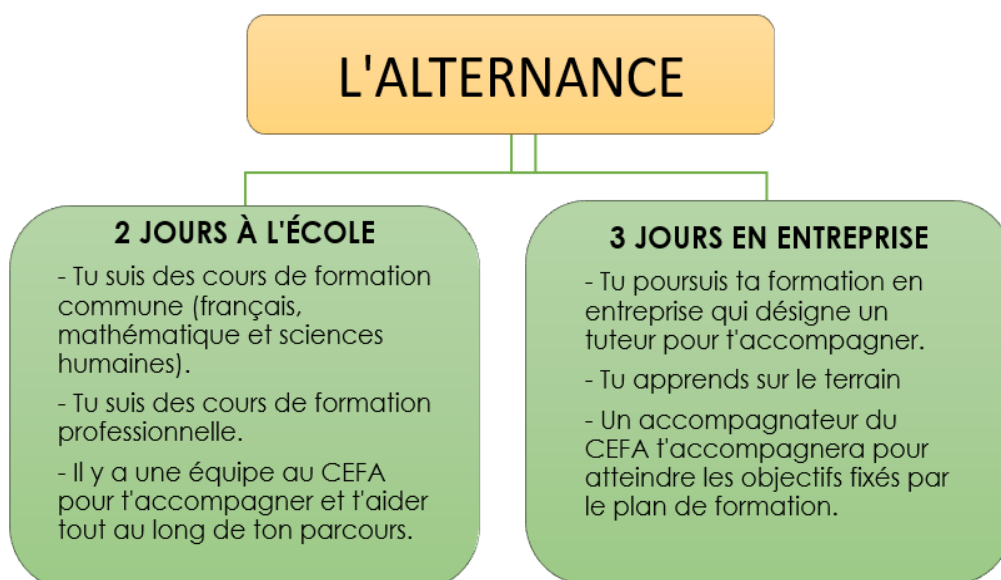 L'ALTERNANCE
2 JOURS À L'ÉCOLE
- Tu suis des cours de formation
commune (français,
mathématique et sciences
humaines).
- Tu suis des cours de formation
professionnelle.
- Il y a une équipe au CEFA
pour t'accompagner et t'aider
tout au long de ton parcours.
3 JOURS EN ENTREPRISE
- Tu poursuis ta formation en
entreprise qui désigne un
tuteur pour t'accompagner.
- Tu apprends sur le terrain
- Un accompagnateur du
CEFA t'accompagnera pour
atteindre les objectifs fixés par
le plan de formation.